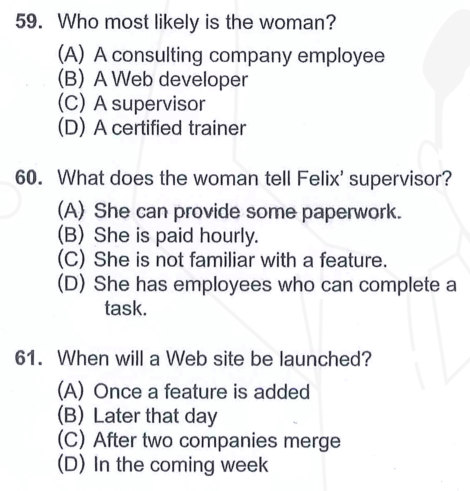 59. Who most likely is the woman?
(A) A consulting company employee
(B) A Web developer
(C) A supervisor
(D) A certified trainer
60. What does the woman tell Felix' supervisor?
(A) She can provide some paperwork.
(B) She is paid hourly.
(C) She is not familiar with a feature.
(D) She has employees who can complete a
task.
61. When will a Web site be launched?
(A) Once a feature is added
(B) Later that day
(C) After two companies merge
(D) In the coming week